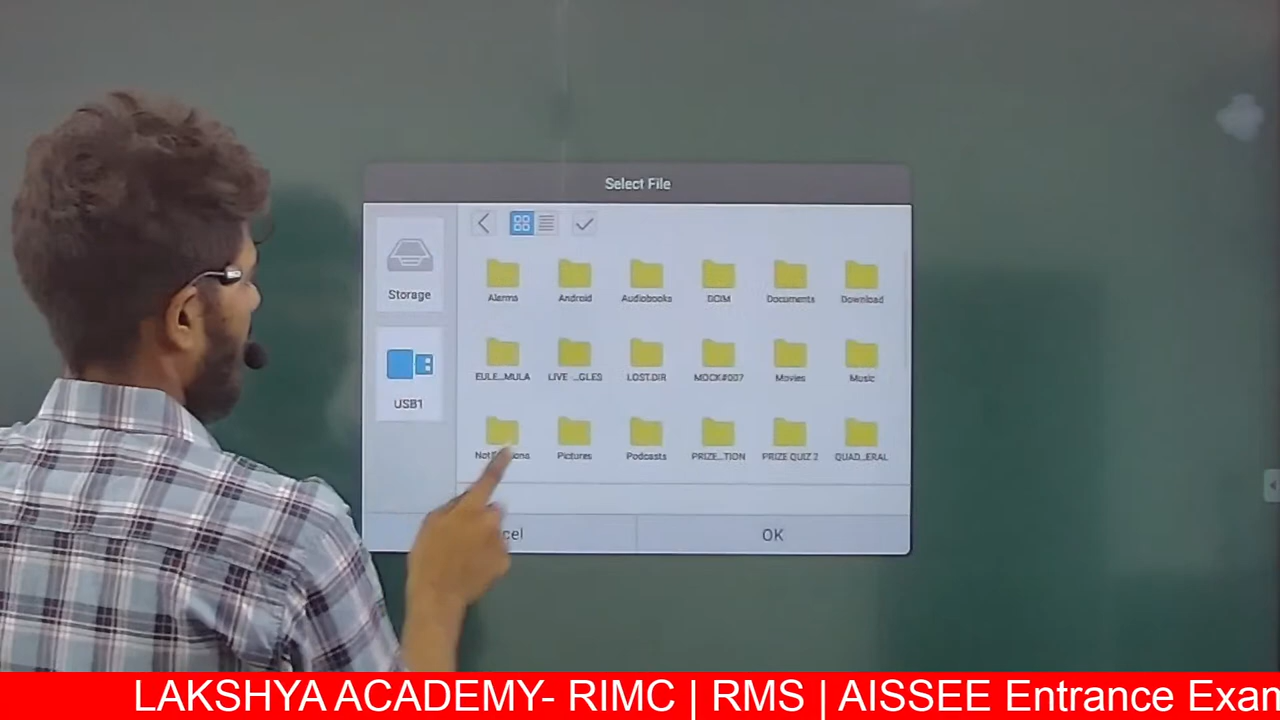 Select File
Storage
USB1
Alarms Android Audiobooks DCIM Documents Download
EULE...MULA LIVE -...GLES LOST.DIR MOCK#007 Movies Music
Pictures Podcasts PRIZE...TION PRIZE QUIZ 2 QUAD...ERAL
OK
LAKSHYA ACADEMY- RIMC | RMS | AISSEE Entrance Exam